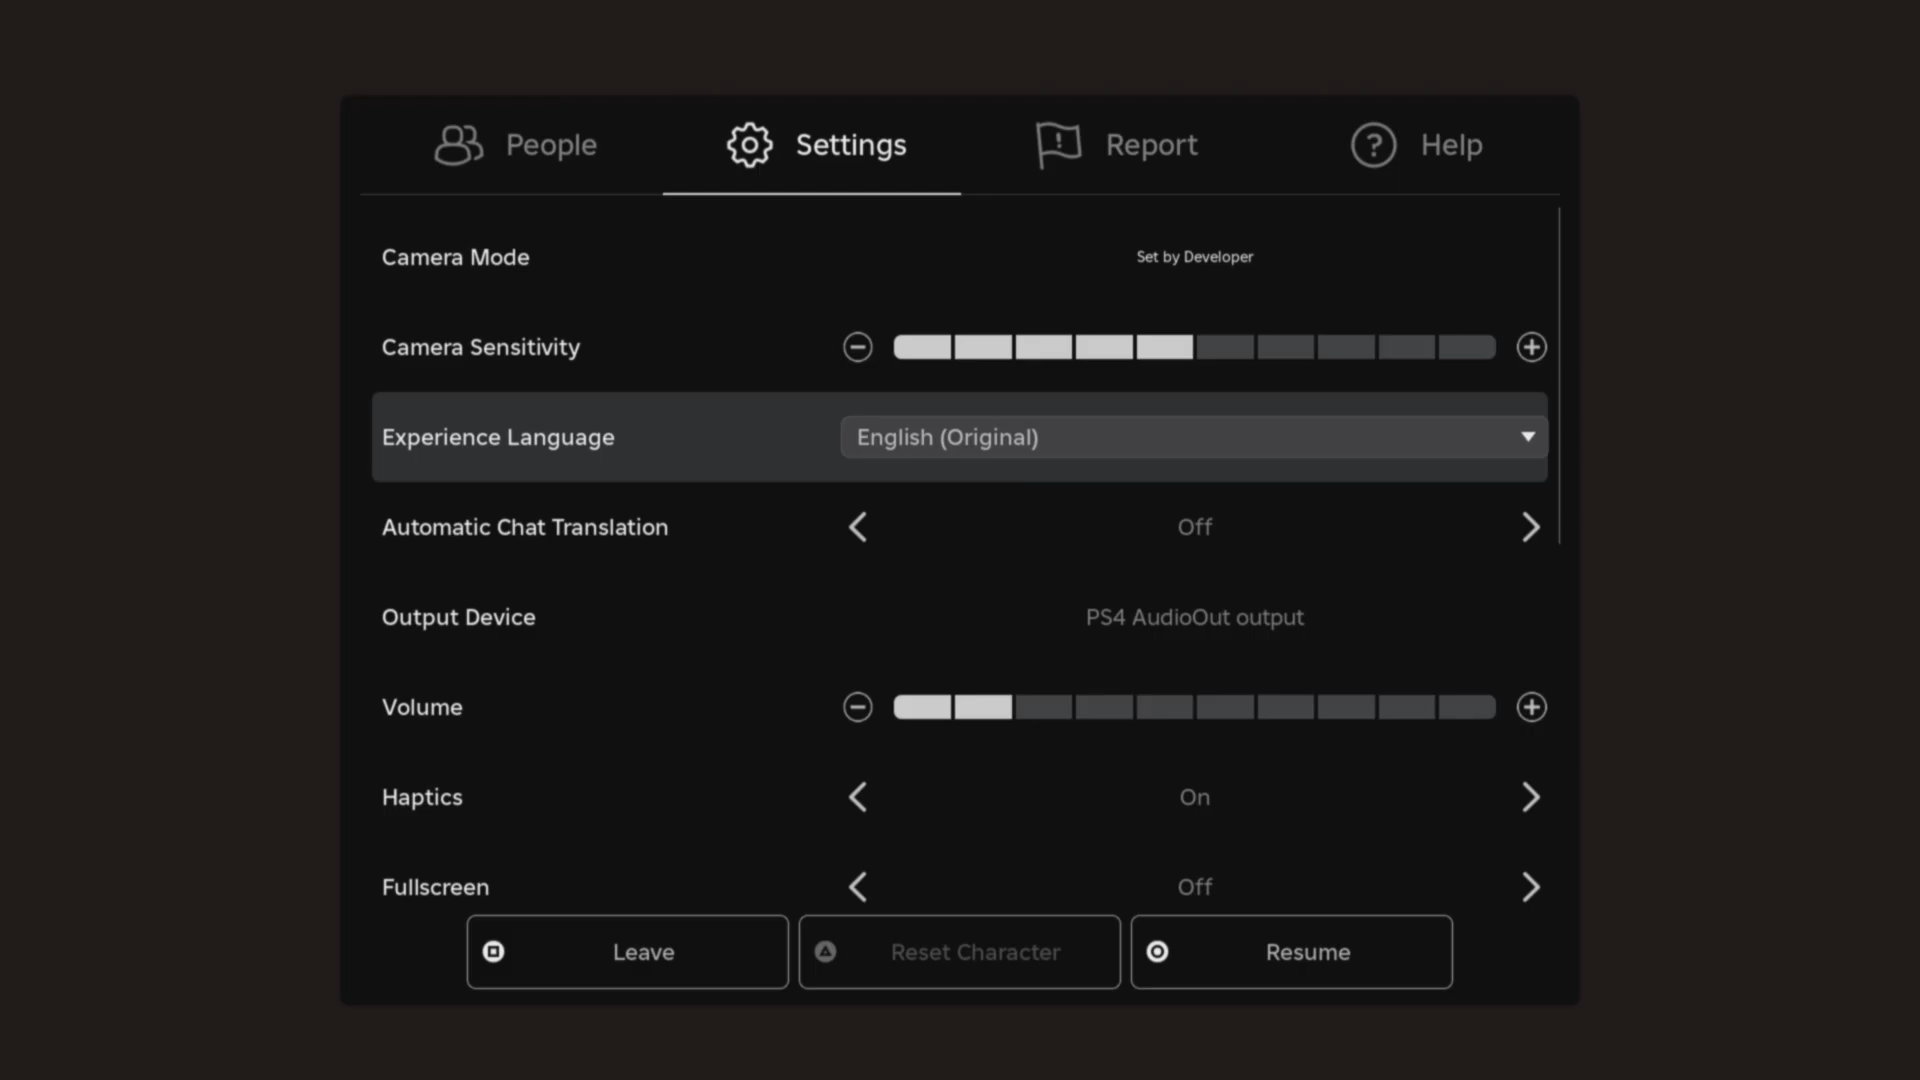 People
Settings
Report
Help
Camera Mode
Set by Developer
Camera Sensitivity
Experience Language
English (Original)
Automatic Chat Translation
Off
Output Device
PS4 AudioOut output
Volume
Haptics
On
Fullscreen
Off
Leave
Reset Character
Resume